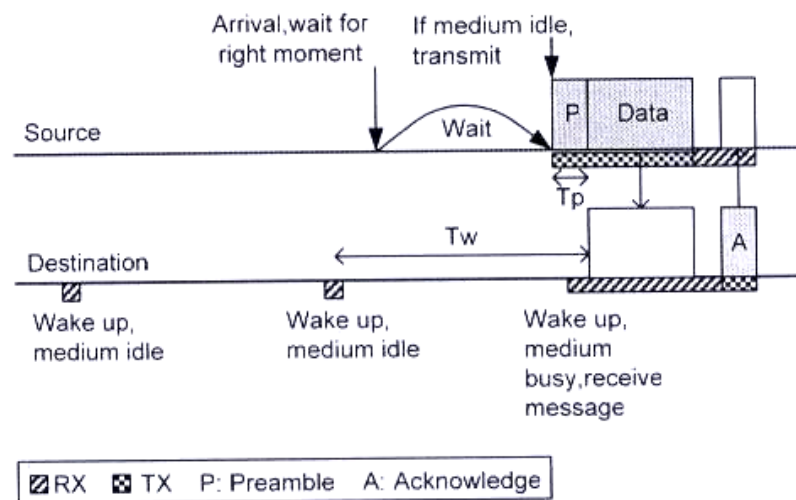 Arrival,wait for
right moment
If medium idle,
transmit
P
Data
Source
Wait
Tp
Tw
A
Destination
Wake up,
medium idle
Wake up,
medium idle
Wake up,
medium
busy,receive
message
RX TX P: Preamble A: Acknowledge